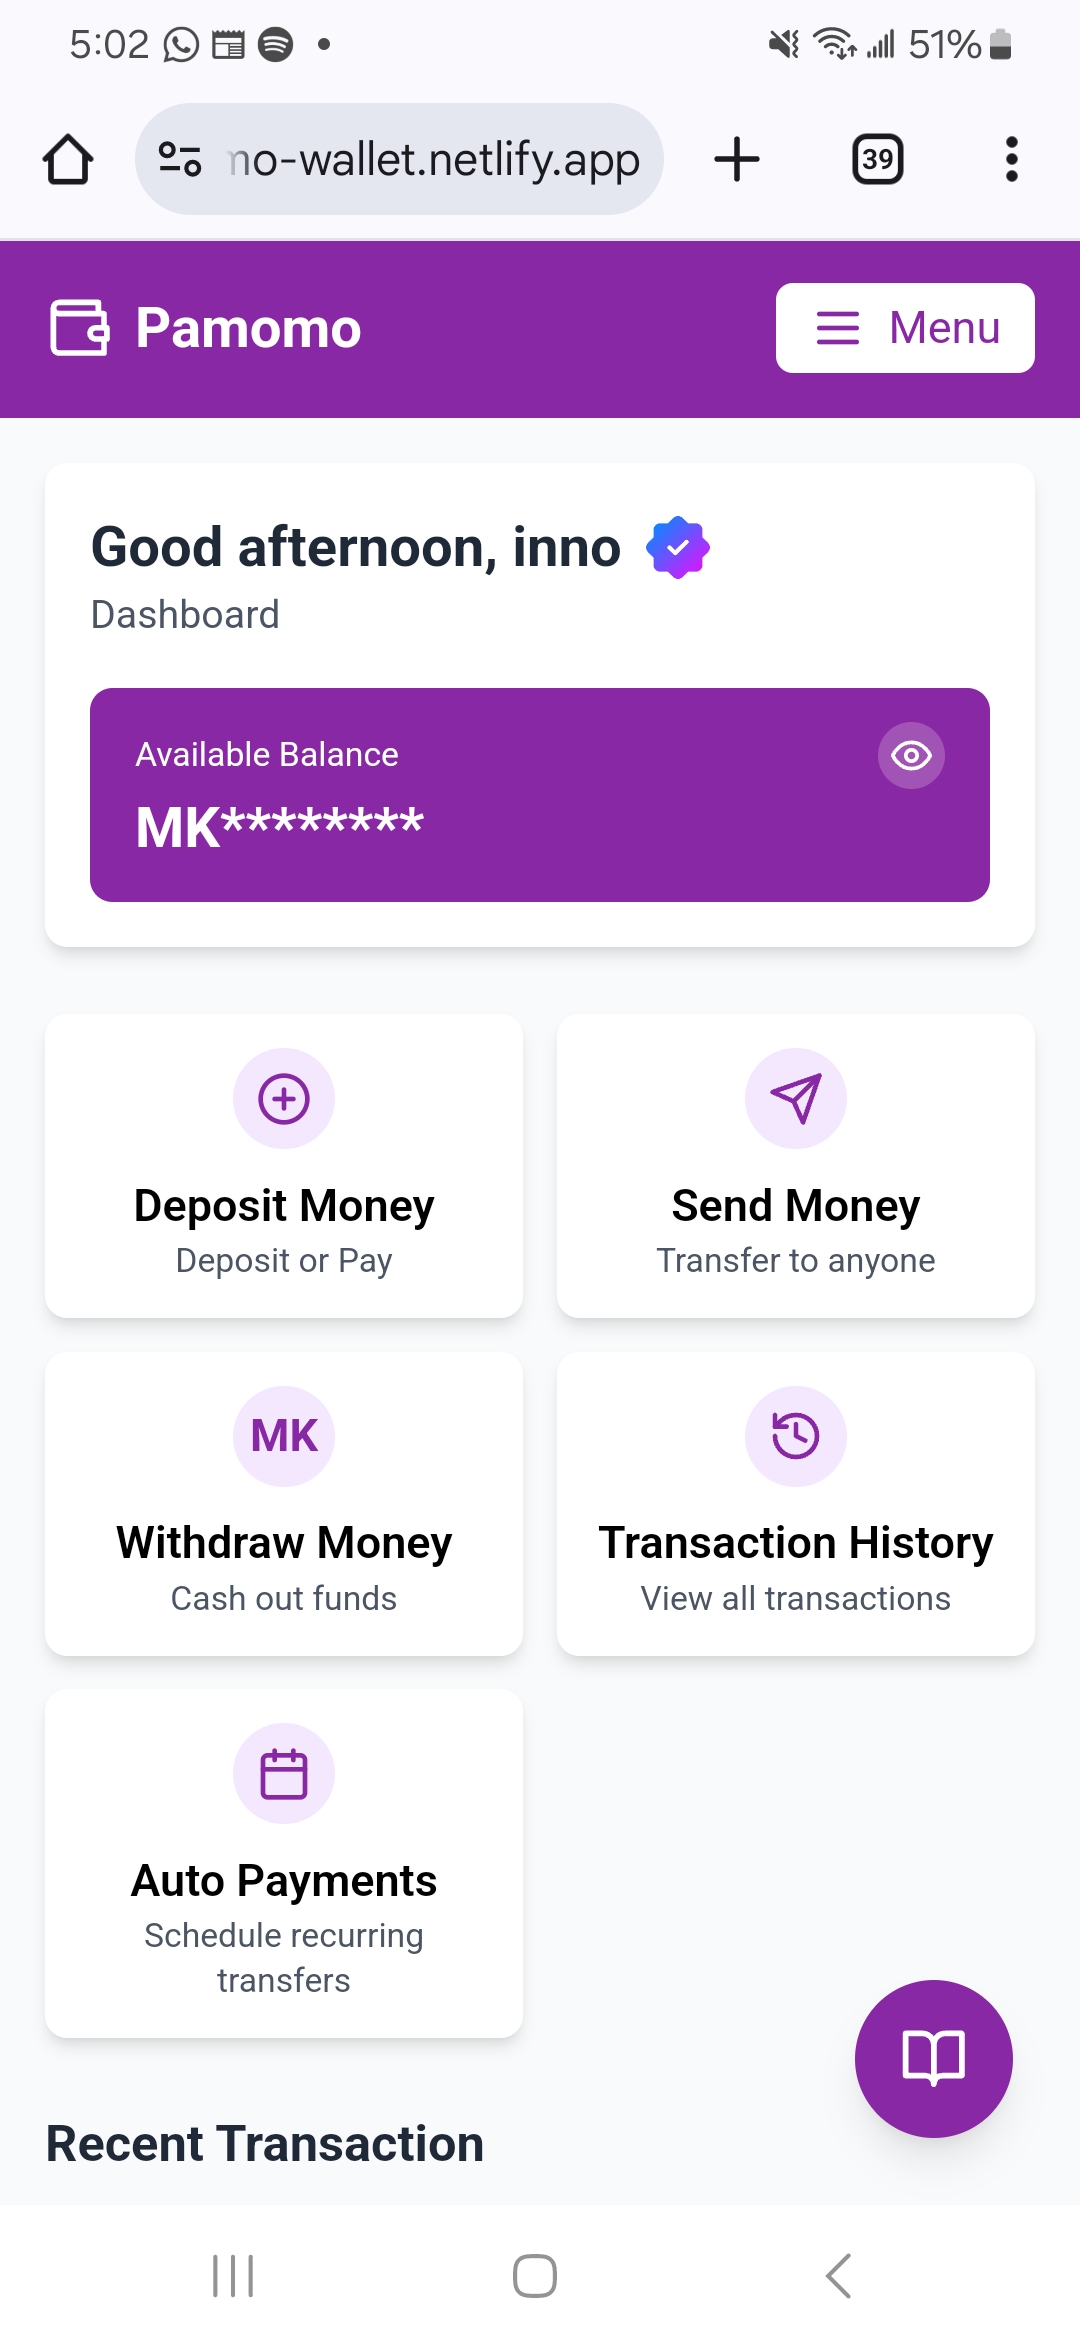 5:02
51%
no-wallet.netlify.app
39
Pamomo
Menu
Good afternoon, inno
Dashboard
Available Balance
MK********
Deposit Money
Deposit or Pay
Send Money
Transfer to anyone
MK
Withdraw Money
Cash out funds
Transaction History
View all transactions
Auto Payments
Schedule recurring
transfers
Recent Transaction